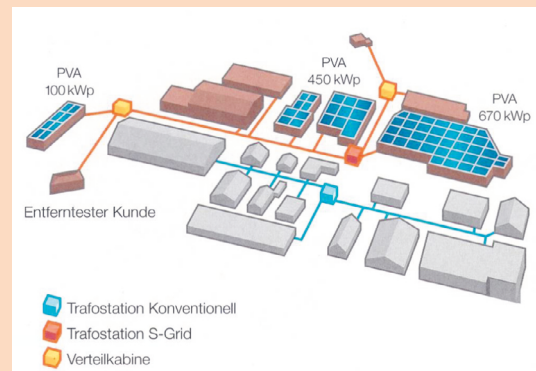 PVA
100 kWp
PVA
450 kWp
PVA
670 kWp
Entferntester Kunde
Trafostation Konventionell
Trafostation S-Grid
Verteilkabine